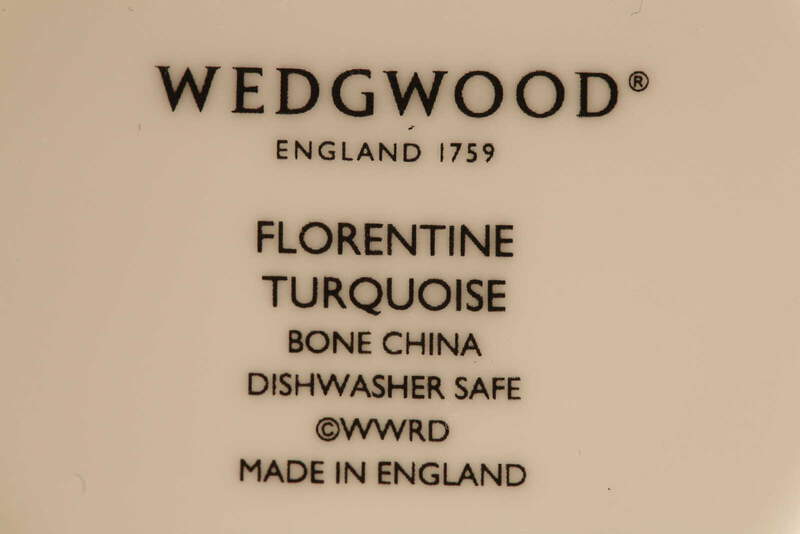 WEDGWOOD®
ENGLAND 1759
FLORENTINE
TURQUOISE
BONE CHINA
DISHWASHER SAFE
©WWRD
MADE IN ENGLAND